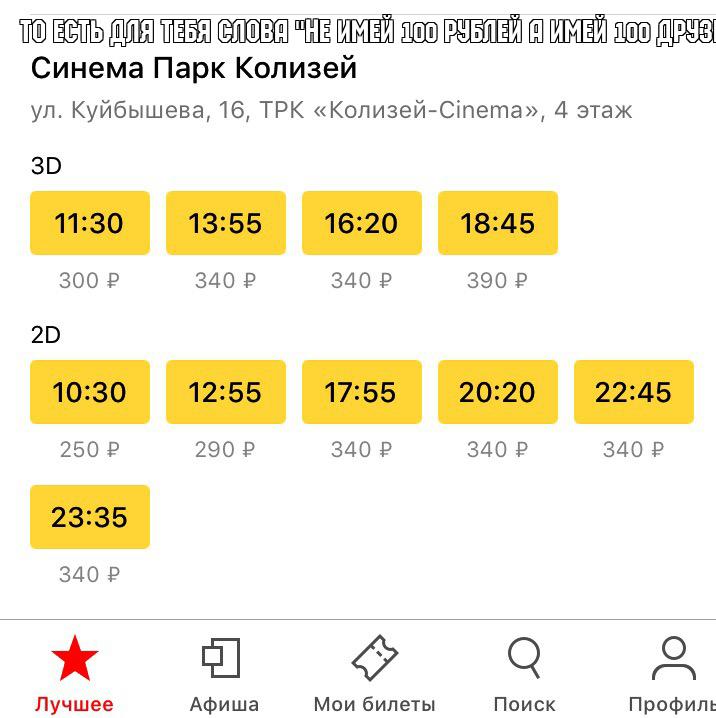 ТО ЕСТЬ ДЛЯ ТЕБЯ СЛОВА "НЕ ИМЕЙ 100 РУБЛЕЙ А ИМЕЙ 100 ДРУЗ
Синема Парк Колизей
ул. Куйбышева, 16, ТРК «Колизей-Cinema», 4 этаж
3D
11:30 13:55 16:20 18:45
300 ₽ 340 ₽ 340 ₽ 390 ₽
2D
10:30 12:55 17:55 20:20 22:45
250 ₽ 290 ₽ 340 ₽ 340 ₽ 340 ₽
23:35
340 ₽
Лучшее Афиша Мои билеты Поиск Профиль